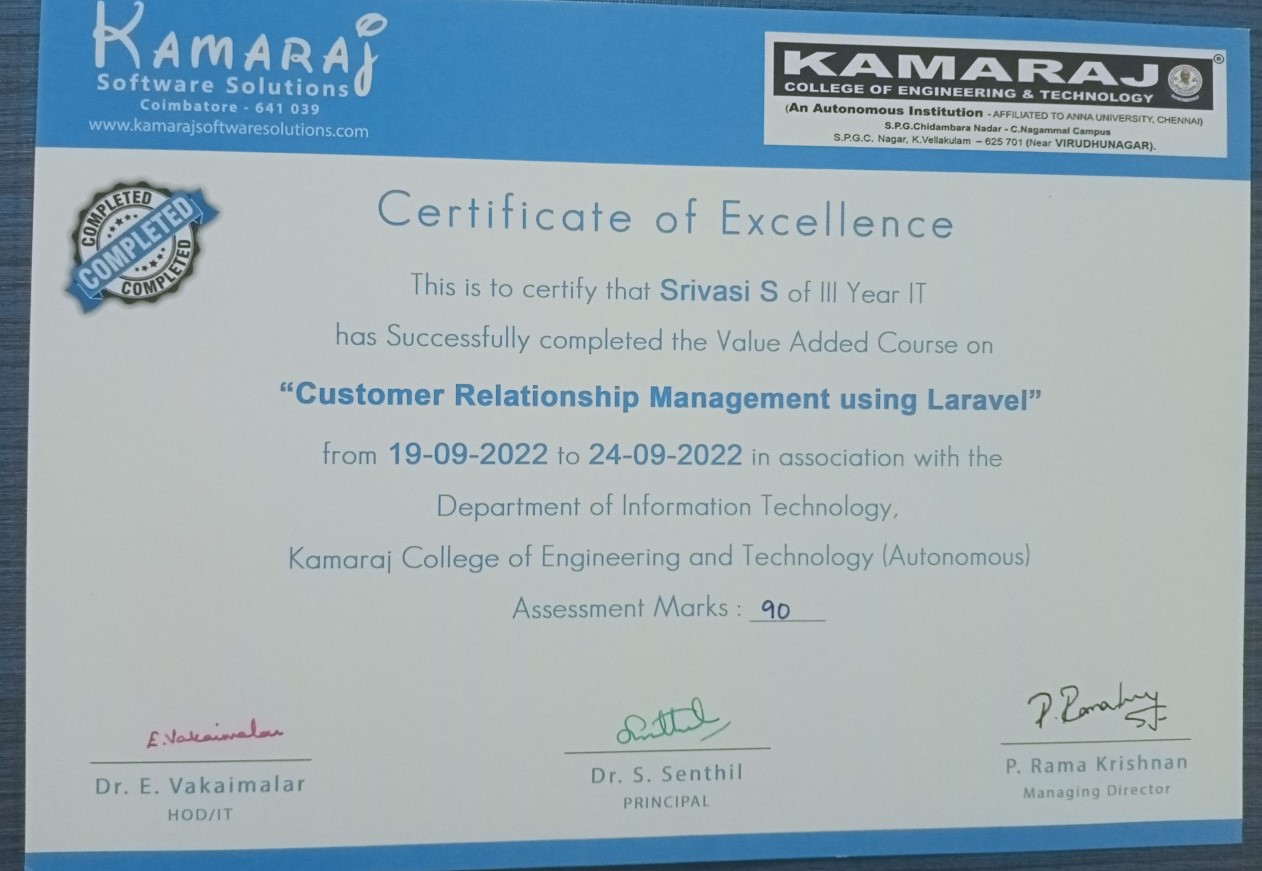 KAMARAJ
Software Solutions
Coimbatore - 641 039
www.kamarajsoftwaresolutions.com
KAMARAJ
COLLEGE OF ENGINEERING & TECHNOLOGY
(An Autonomous Institution - AFFILIATED TO ANNA UNIVERSITY, CHENNAI)
S.P.G.Chidambara Nadar - C.Nagammal Campus
S.P.G.C. Nagar, K.Vellakulam – 625 701 (Near VIRUDHUNAGAR).
COMPLETED
COMPLETED
COMPLETED
Certificate of Excellence
This is to certify that Srivasi S of III Year IT
has Successfully completed the Value Added Course on
“Customer Relationship Management using Laravel”
from 19-09-2022 to 24-09-2022 in association with the
Department of Information Technology,
Kamaraj College of Engineering and Technology (Autonomous)
Assessment Marks : 90
E.Vakaimalar
Dr. E. Vakaimalar
HOD/IT
Senthil
Dr. S. Senthil
PRINCIPAL
P. Rama Krishnan
Managing Director